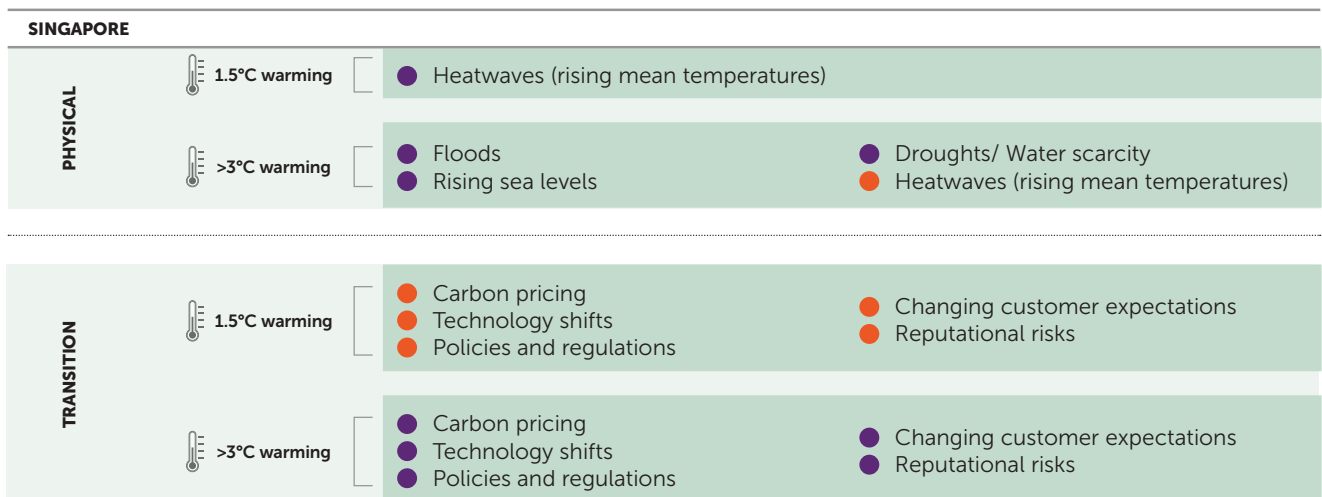 SINGAPORE
PHYSICAL
1.5°C warming
Heatwaves (rising mean temperatures)
>3°C warming
Floods
Rising sea levels
Droughts/ Water scarcity
Heatwaves (rising mean temperatures)
TRANSITION
1.5°C warming
Carbon pricing
Technology shifts
Policies and regulations
Changing customer expectations
Reputational risks
>3°C warming
Carbon pricing
Technology shifts
Policies and regulations
Changing customer expectations
Reputational risks